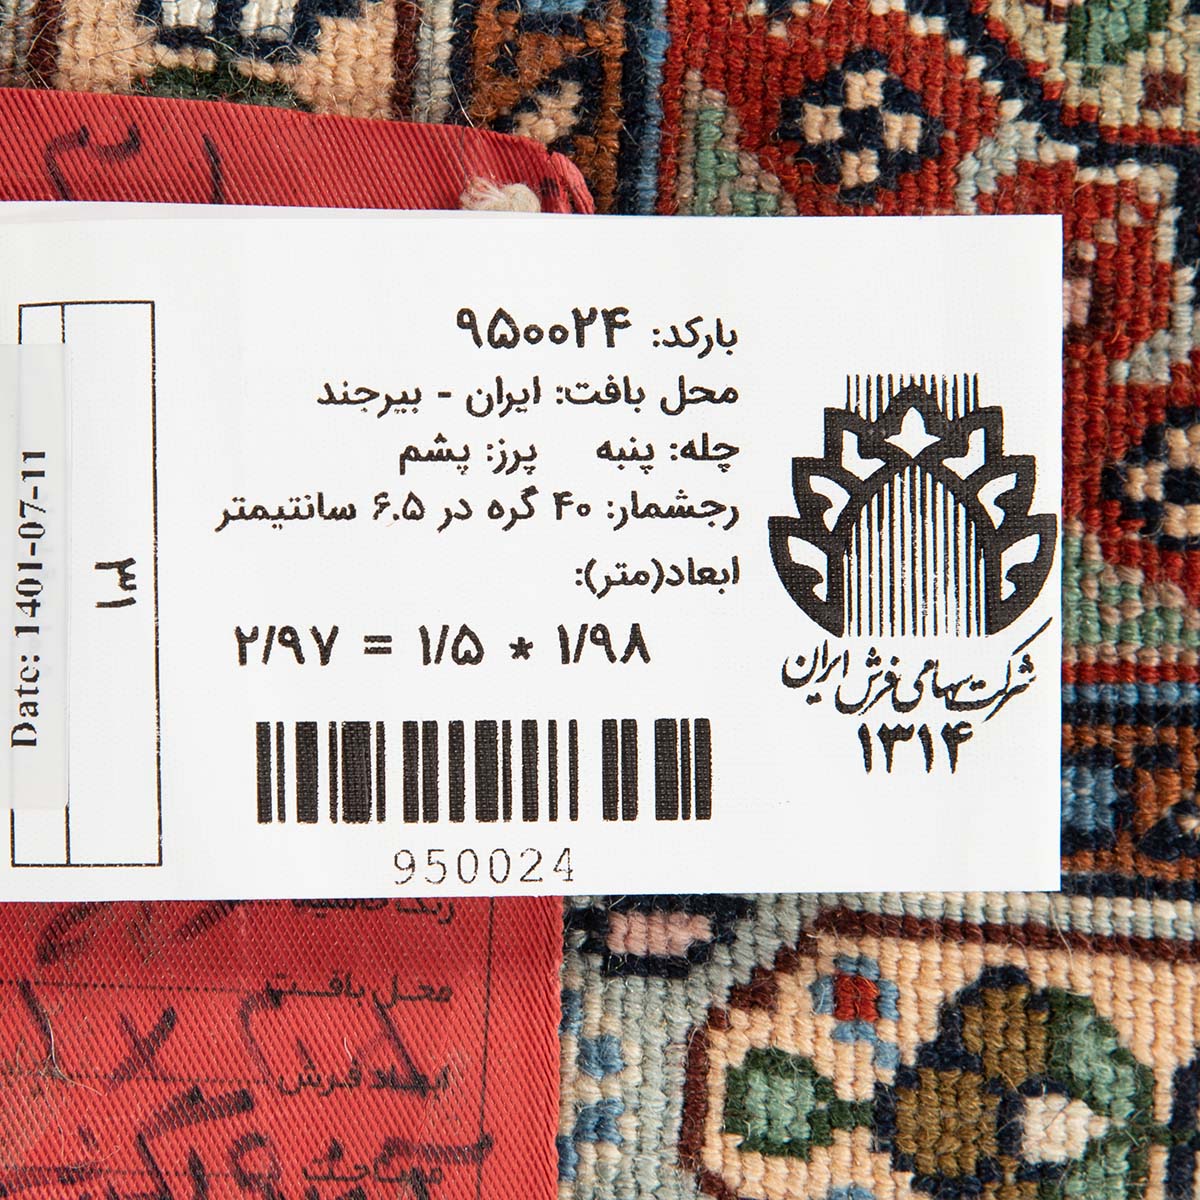 بارکد: ۹۵۰۰۲۴
محل بافت: ایران - بیرجند
چله: پنبه پرز: پشم
رجشمار: ۴۰ گره در ۶.۵ سانتیمتر
ابعاد(متر):
۲/۹۷ = ۱/۵ * ۱/۹۸
950024
شرکت سهامی فرش ایران
۱۳۱۴
Date: 1401-07-11
۳۱
محل بافت
ابعاد فرش
مساحت